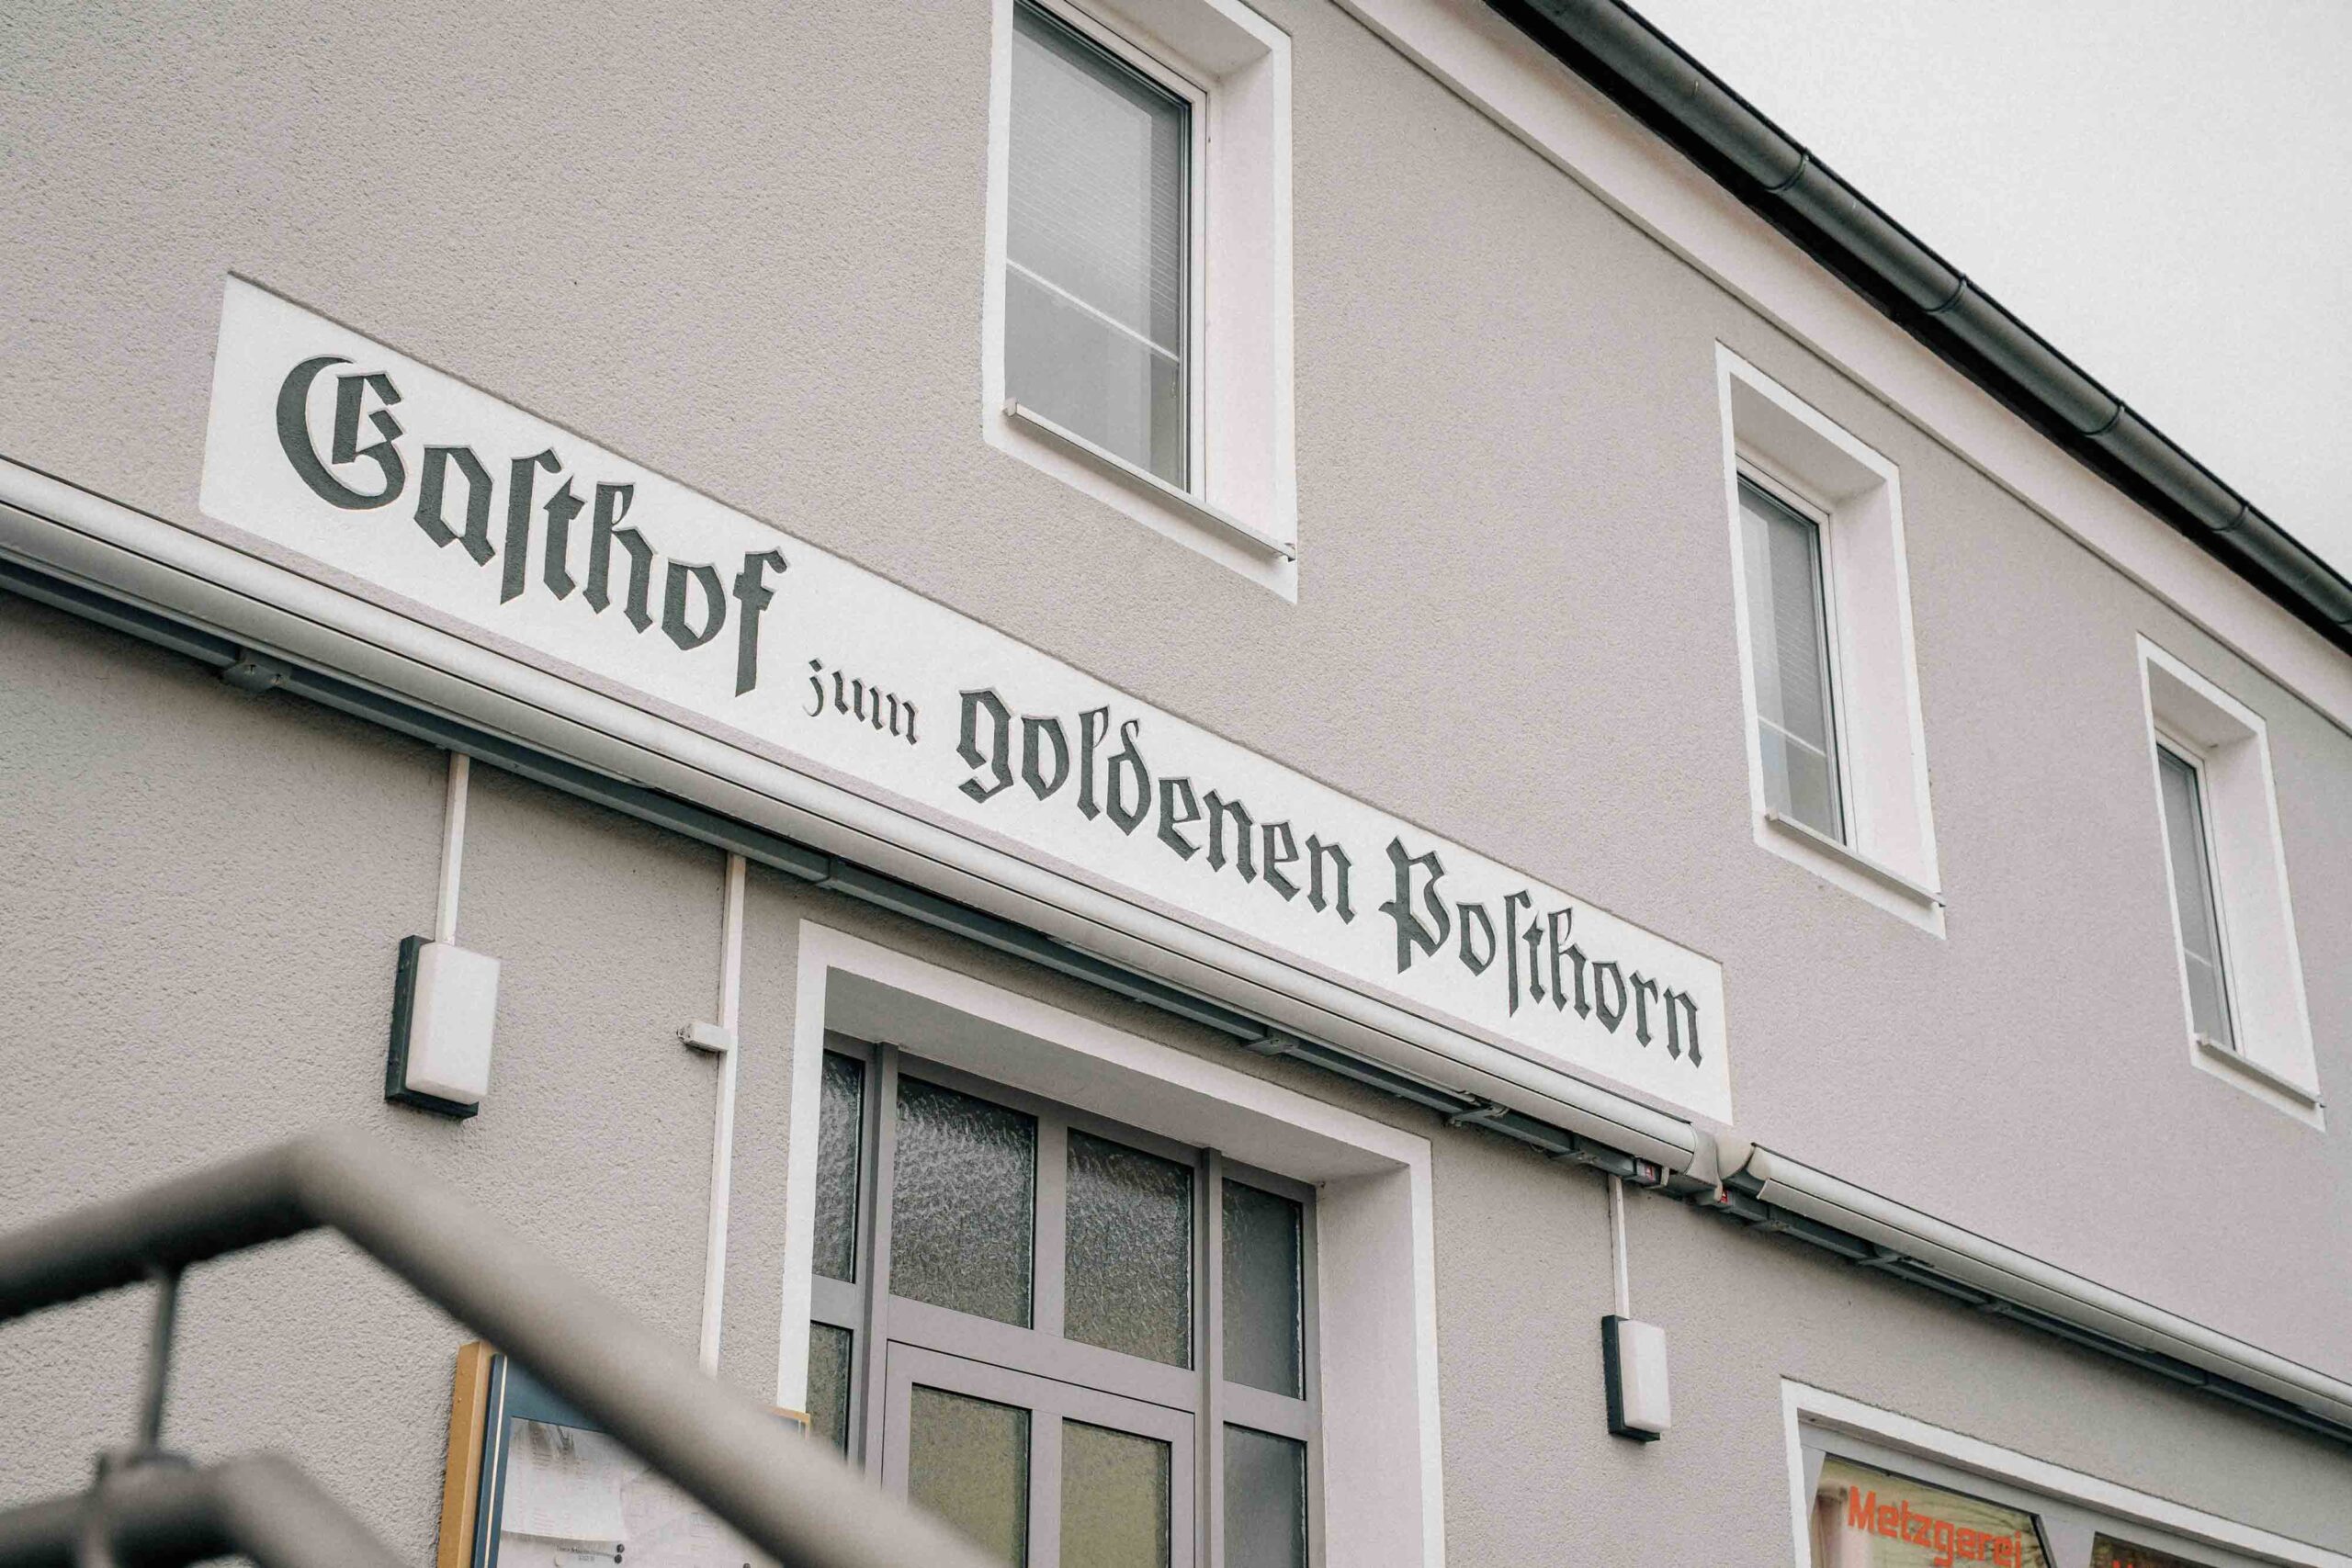 Gaſthof zum goldenen Poſthorn
Metzgerei